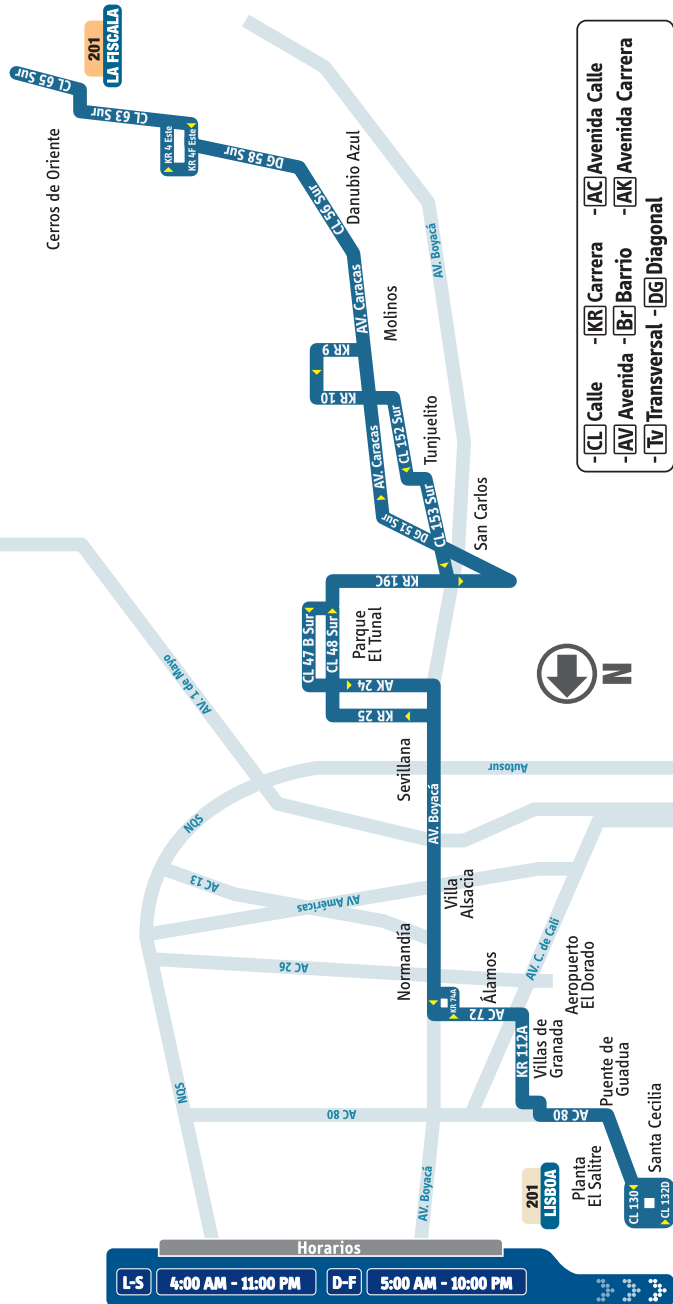 201
LA FISCALA
CL 65 Sur
CL 63 Sur
KR 4 Este
KR 4F Este
DG 58 Sur
CL 56 Sur
Cerros de Oriente
Danubio Azul
AV. Boyacá
AV. Caracas
Molinos
KR 9
KR 10
AV. Caracas
CL 152 Sur
Tunjuelito
DG 51 Sur
CL 153 Sur
San Carlos
KR 19C
CL 47 B Sur
CL 48 Sur
Parque
El Tunal
AK 24
KR 25
AV. 1 de Mayo
Sevillana
Autosur
NQS
AV. Boyacá
AC 13
AV Américas
Villa
Alsacia
Normandía
AC 26
AV. C. de Cali
KR 74A
Álamos
AC 72
Aeropuerto
El Dorado
KR 112A
Villas de
Granada
NQS
AC 80
AC 80
Puente de
Guadua
AV. Boyacá
Planta
El Salitre
Santa Cecilia
CL 130
CL 132D
201
LISBOA
N
- CL Calle
- KR Carrera
- AC Avenida Calle
- AV Avenida
- Br Barrio
- AK Avenida Carrera
- Tv Transversal
- DG Diagonal
Horarios
L-S 4:00 AM - 11:00 PM D-F 5:00 AM - 10:00 PM